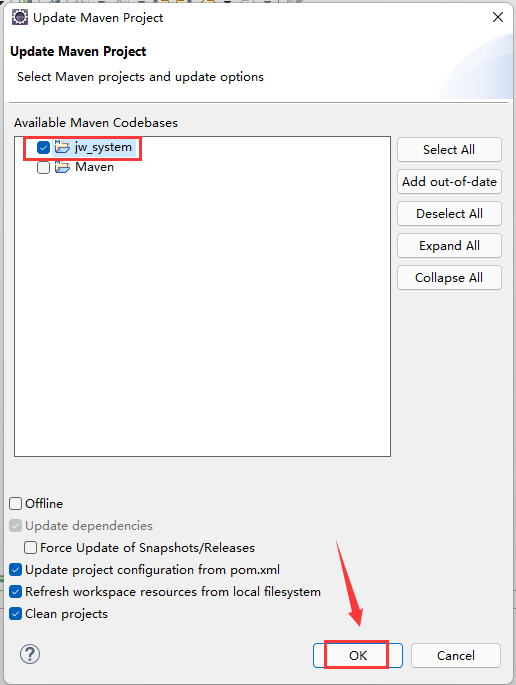 Update Maven Project
Update Maven Project
Select Maven projects and update options
Available Maven Codebases
jw_system
Maven
Select All
Add out-of-date
Deselect All
Expand All
Collapse All
Offline
Update dependencies
Force Update of Snapshots/Releases
Update project configuration from pom.xml
Refresh workspace resources from local filesystem
Clean projects
?
OK
Cancel